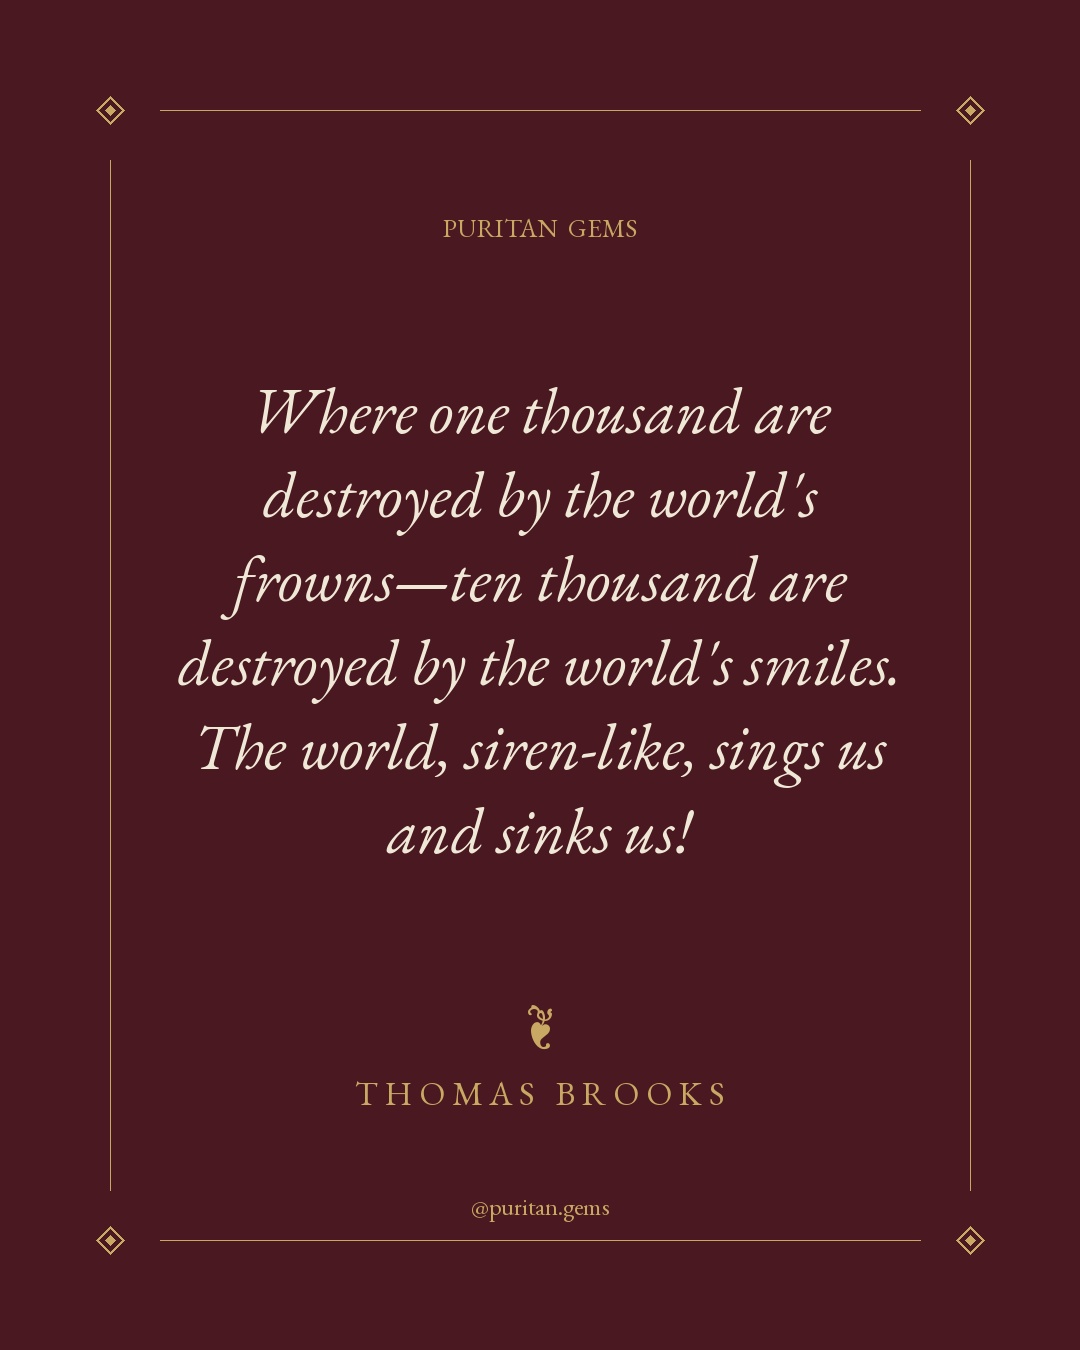 PURITAN GEMS
Where one thousand are
destroyed by the world's
frowns—ten thousand are
destroyed by the world's smiles.
The world, siren-like, sings us
and sinks us!
THOMAS BROOKS
@puritan.gems